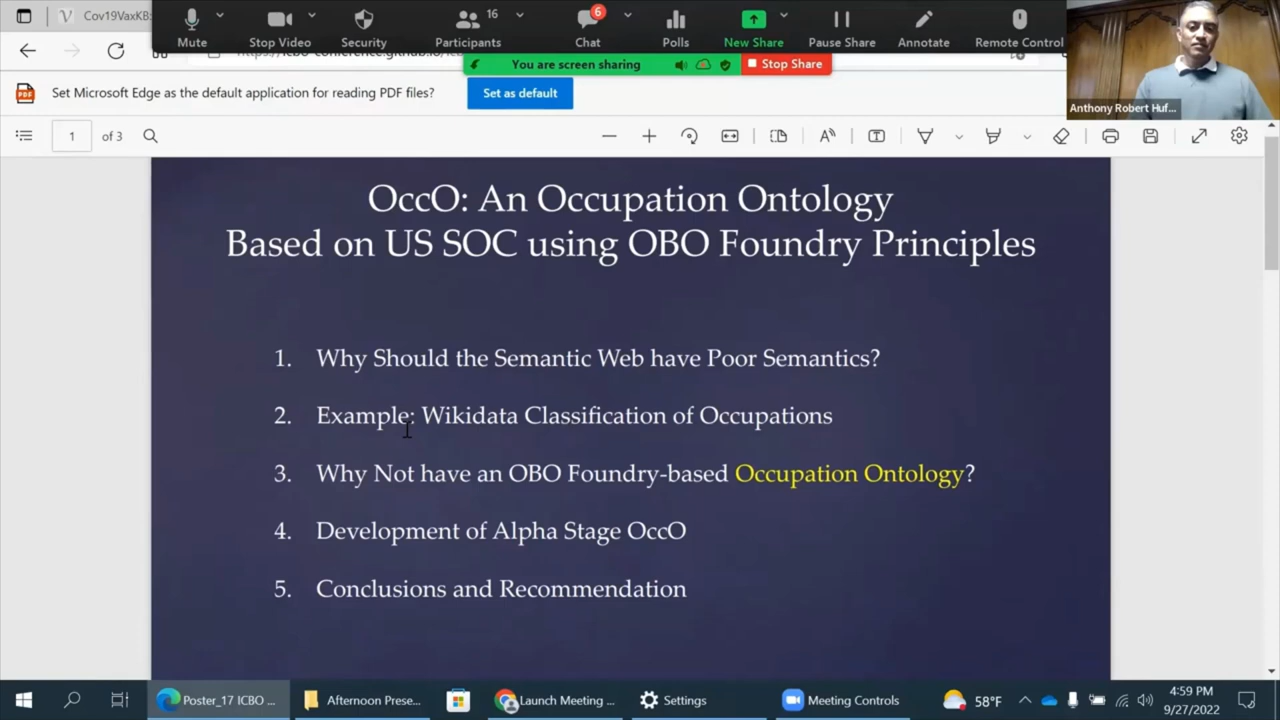 Cov19VaxKB:
16
6
Mute
Stop Video
Security
Participants
Chat
Polls
New Share
Pause Share
Annotate
Remote Control
You are screen sharing
Stop Share
Anthony Robert Huf...
PDF
Set Microsoft Edge as the default application for reading PDF files?
Set as default
1
of 3
OccO: An Occupation Ontology
Based on US SOC using OBO Foundry Principles
1. Why Should the Semantic Web have Poor Semantics?
2. Example: Wikidata Classification of Occupations
3. Why Not have an OBO Foundry-based Occupation Ontology?
4. Development of Alpha Stage OccO
5. Conclusions and Recommendation
Poster_17 ICBO ...
Afternoon Prese...
Launch Meeting ...
Settings
Meeting Controls
58°F
4:59 PM
9/27/2022